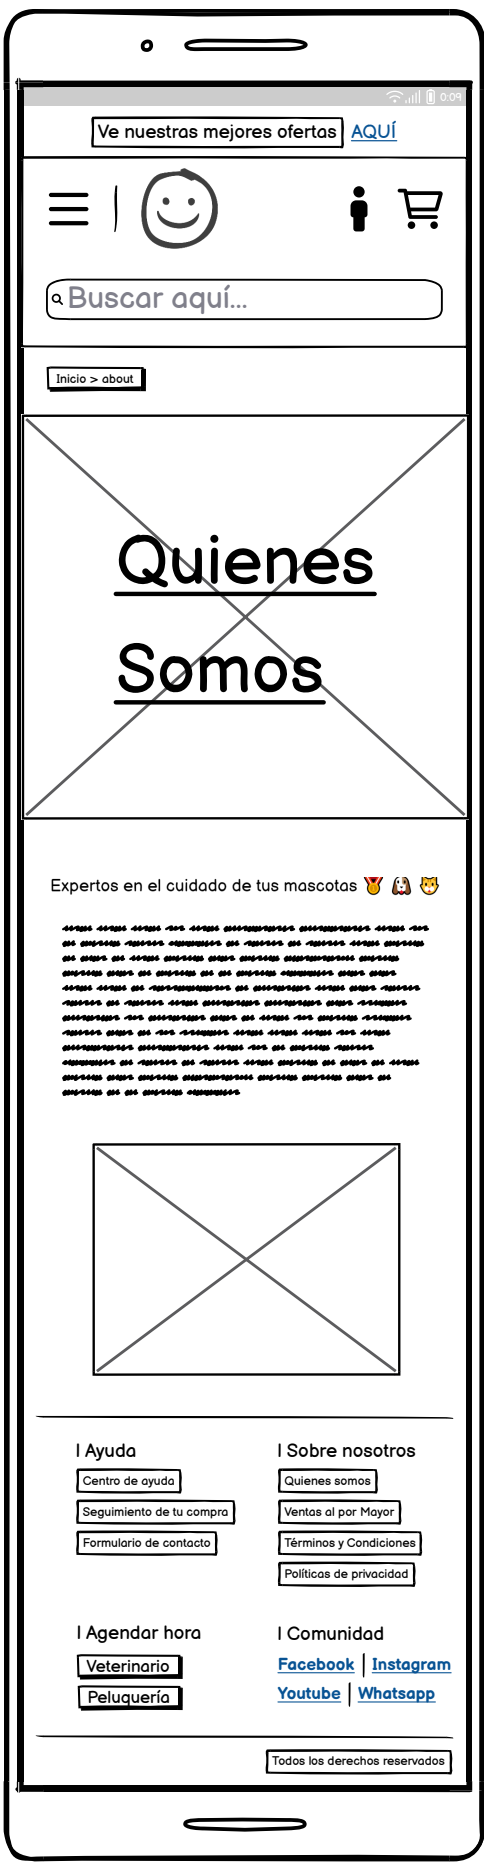 0:09
Ve nuestras mejores ofertas AQUÍ
Buscar aquí...
Inicio > about
Quienes
Somos
Expertos en el cuidado de tus mascotas 🏅 🐶 🐱
| Ayuda
Centro de ayuda
Seguimiento de tu compra
Formulario de contacto
| Sobre nosotros
Quienes somos
Ventas al por Mayor
Términos y Condiciones
Políticas de privacidad
| Agendar hora
Veterinario
Peluquería
| Comunidad
Facebook | Instagram
Youtube | Whatsapp
Todos los derechos reservados